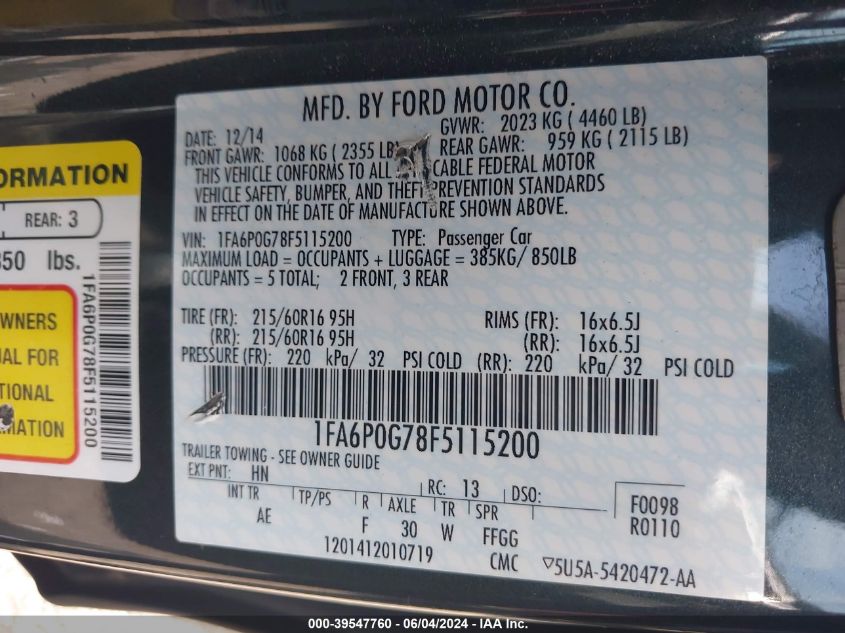 ORMATION
REAR: 3
850 lbs.
WNERS
UAL FOR
TIONAL
MATION
1FA6P0G78F5115200
MFD. BY FORD MOTOR CO.
DATE: 12/14 GVWR: 2023 KG ( 4460 LB)
FRONT GAWR: 1068 KG ( 2355 LB) REAR GAWR: 959 KG ( 2115 LB)
THIS VEHICLE CONFORMS TO ALL CABLE FEDERAL MOTOR
VEHICLE SAFETY, BUMPER, AND THEFT PREVENTION STANDARDS
IN EFFECT ON THE DATE OF MANUFACTURE SHOWN ABOVE.
VIN: 1FA6P0G78F5115200 TYPE: Passenger Car
MAXIMUM LOAD = OCCUPANTS + LUGGAGE = 385KG/ 850LB
OCCUPANTS = 5 TOTAL; 2 FRONT, 3 REAR
TIRE (FR): 215/60R16 95H RIMS (FR): 16x6.5J
(RR): 215/60R16 95H (RR): 16x6.5J
PRESSURE (FR): 220 kPa/ 32 PSI COLD (RR): 220 kPa/ 32 PSI COLD
1FA6P0G78F5115200
TRAILER TOWING - SEE OWNER GUIDE
EXT PNT: HN RC: 13 DSO: F0098
INT TR TP/PS R AXLE TR SPR R0110
AE F 30 W FFGG
1201412010719 CMC ▽5U5A-5420472-AA
000-39547760 - 06/04/2024 - IAA Inc.